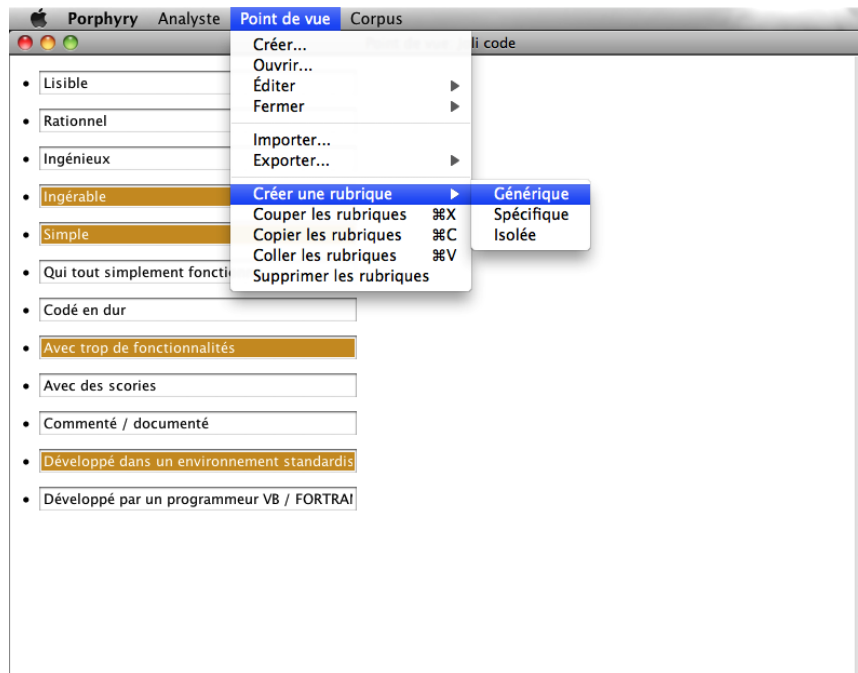 Porphyry Analyste Point de vue Corpus
li code
Créer...
Ouvrir...
Éditer
Fermer
Importer...
Exporter...
Créer une rubrique
Couper les rubriques ⌘X
Copier les rubriques ⌘C
Coller les rubriques ⌘V
Supprimer les rubriques
Générique
Spécifique
Isolée
Lisible
Rationnel
Ingénieux
Ingérable
Simple
Qui tout simplement foncti
Codé en dur
Avec trop de fonctionnalités
Avec des scories
Commenté / documenté
Développé dans un environnement standardis
Développé par un programmeur VB / FORTRA